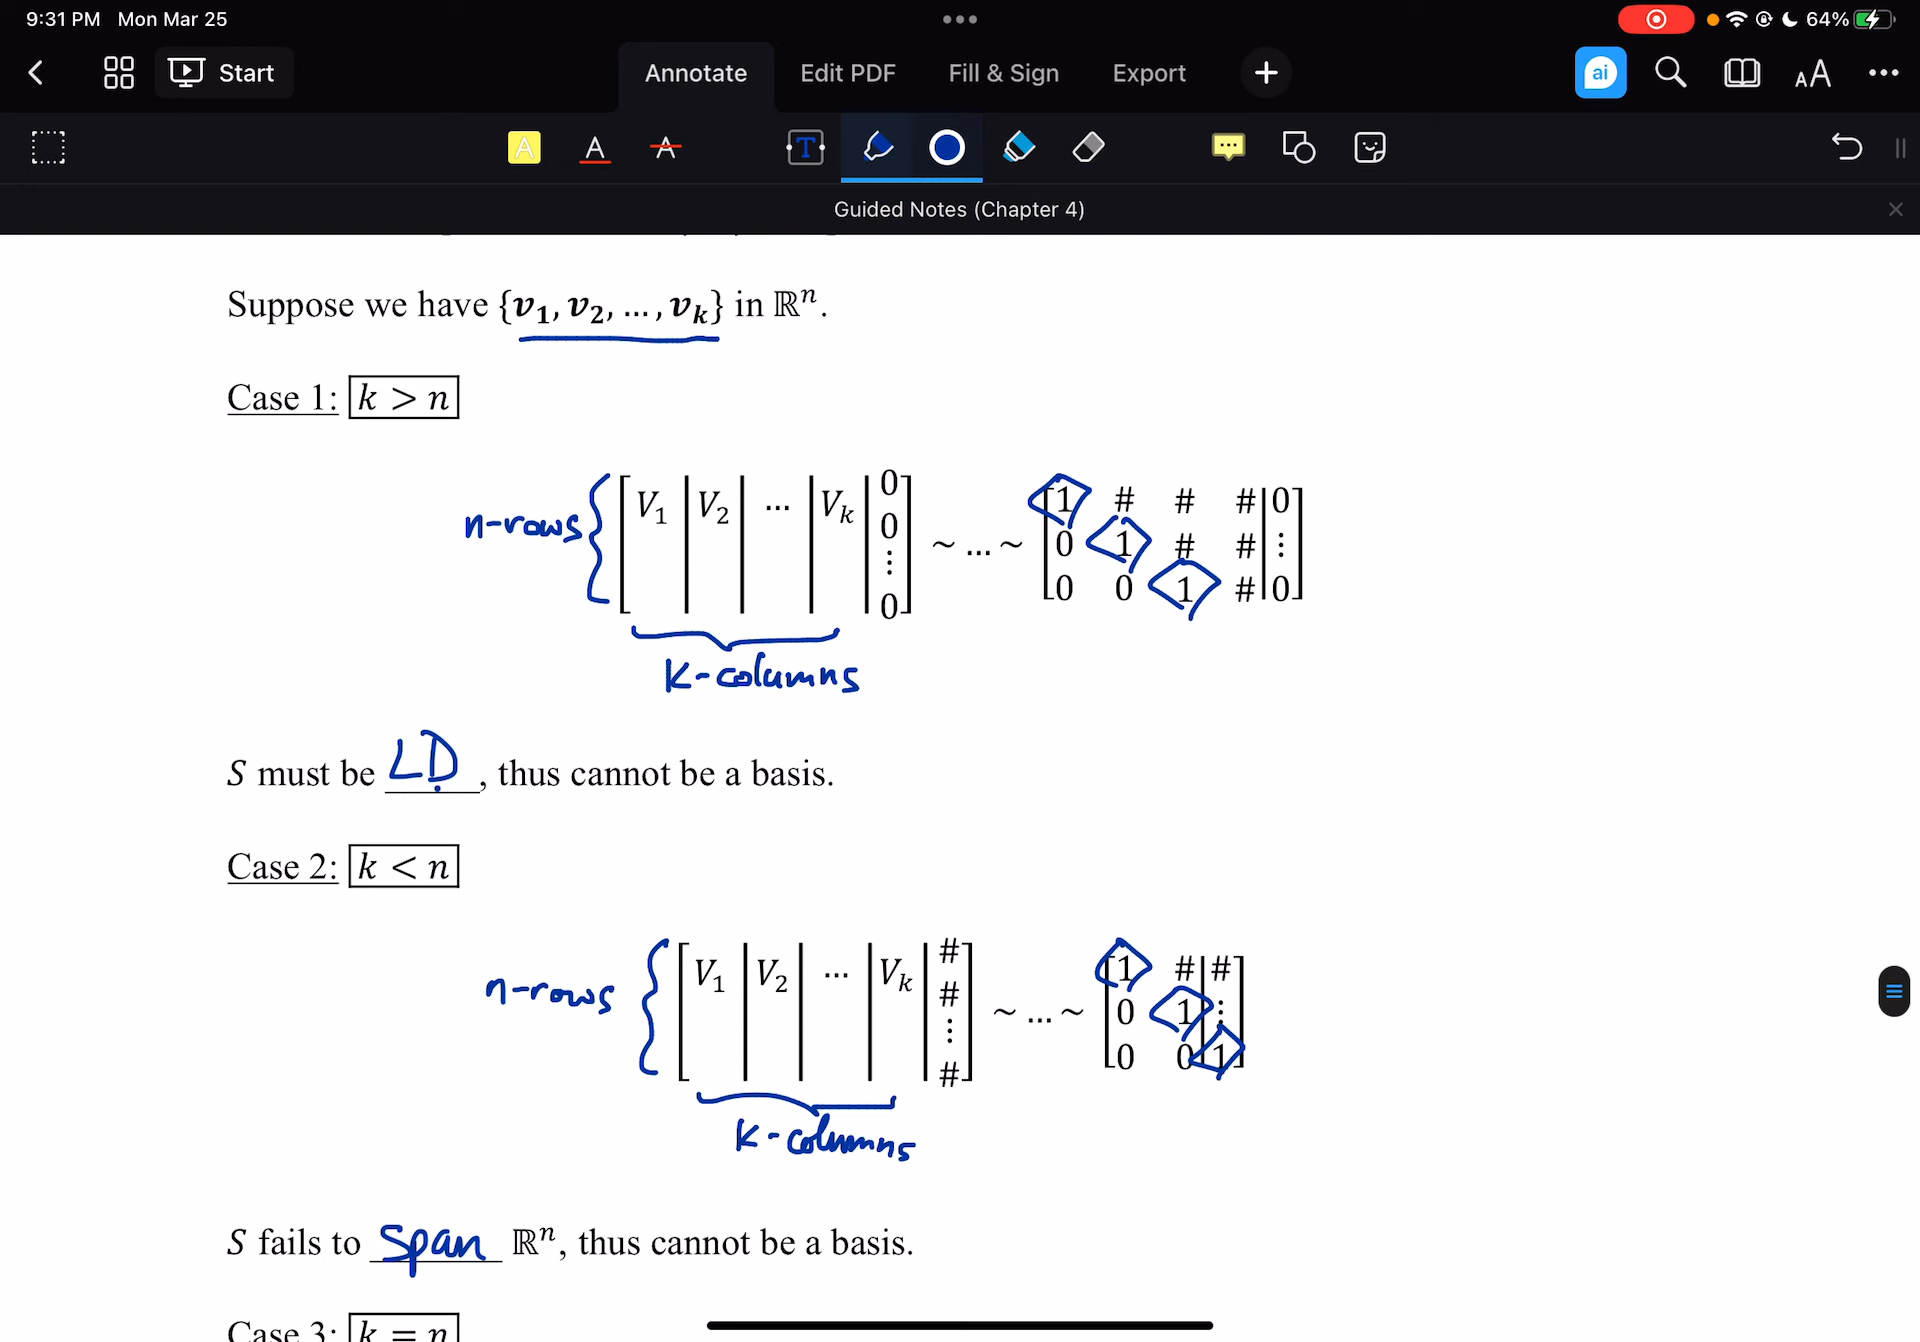 9:31 PM Mon Mar 25
64%
Start
Annotate
Edit PDF
Fill & Sign
Export
ai
Guided Notes (Chapter 4)
Suppose we have {v₁, v₂, … , vₖ} in ℝⁿ.
Case 1: k > n
n-rows { [ V₁ | V₂ | ⋯ | Vₖ | 0 0 ⋮ 0 ] ~ … ~ [ 1 # # # | 0
0 1 # # | ⋮
0 0 1 # | 0 ]
K-columns
S must be LD, thus cannot be a basis.
Case 2: k < n
n-rows { [ V₁ | V₂ | ⋯ | Vₖ | # # ⋮ # ] ~ … ~ [ 1 # | #
0 1 | ⋮
0 0 | 1 ]
K-columns
S fails to span ℝⁿ, thus cannot be a basis.
Case 3: k = n